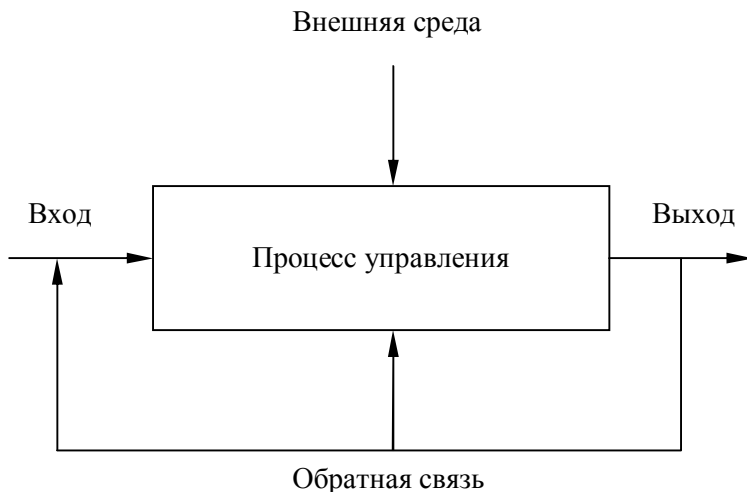 Внешняя среда
Вход
Выход
Процесс управления
Обратная связь